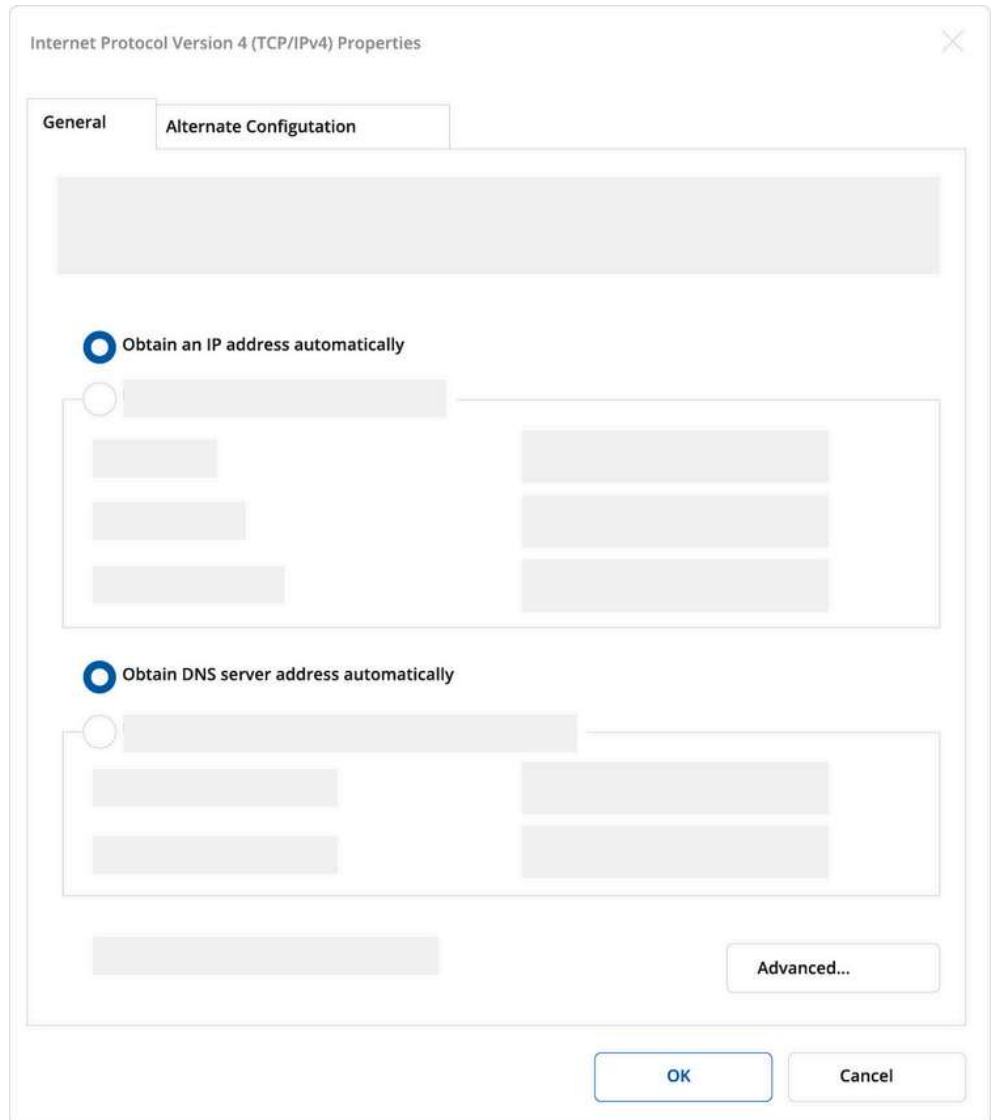 Internet Protocol Version 4 (TCP/IPv4) Properties
General
Alternate Configutation
Obtain an IP address automatically
Obtain DNS server address automatically
Advanced...
OK
Cancel